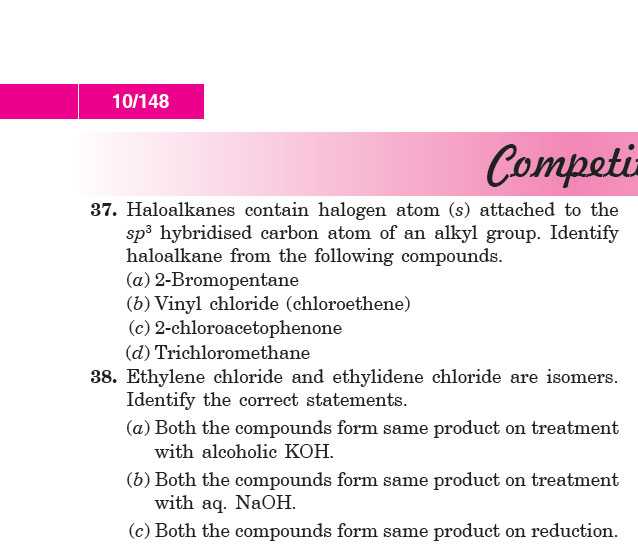 10/148
37. Haloalkanes contain halogen atom (s) attached to the
sp³ hybridised carbon atom of an alkyl group. Identify
haloalkane from the following compounds.
(a) 2-Bromopentane
(b) Vinyl chloride (chloroethene)
(c) 2-chloroacetophenone
(d) Trichloromethane
38. Ethylene chloride and ethylidene chloride are isomers.
Identify the correct statements.
(a) Both the compounds form same product on treatment
with alcoholic KOH.
(b) Both the compounds form same product on treatment
with aq. NaOH.
(c) Both the compounds form same product on reduction.